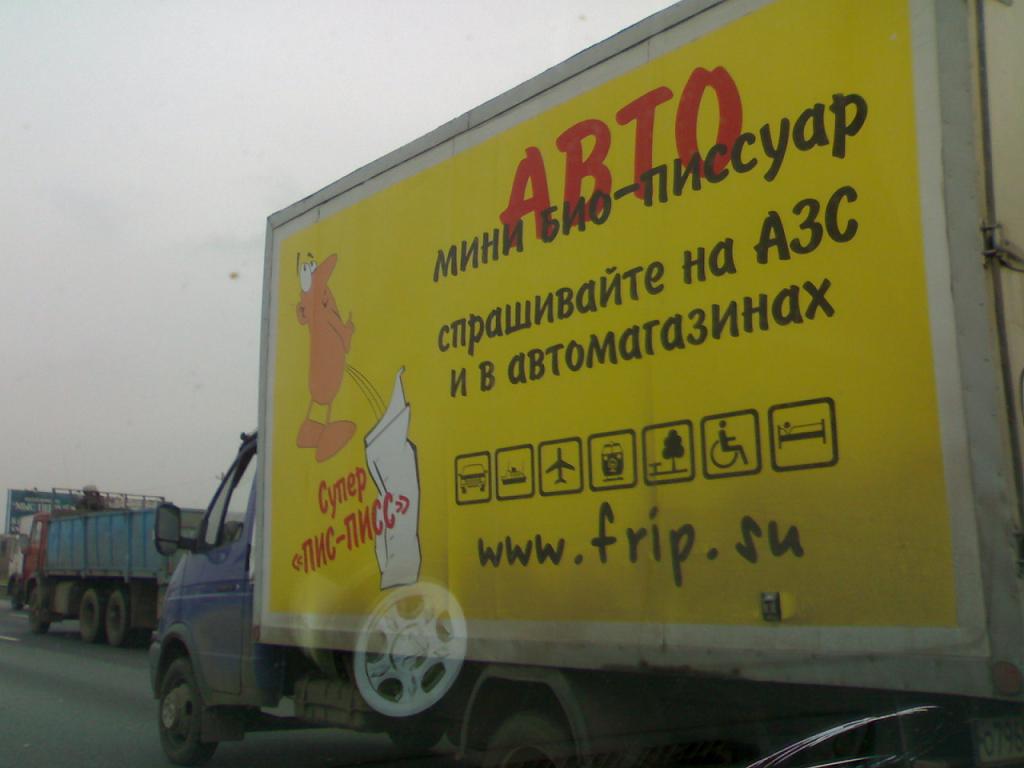 АВТО
мини био-писсуар
спрашивайте на АЗС
и в автомагазинах
Супер
«ПИС-ПИСС»
www.frip.su